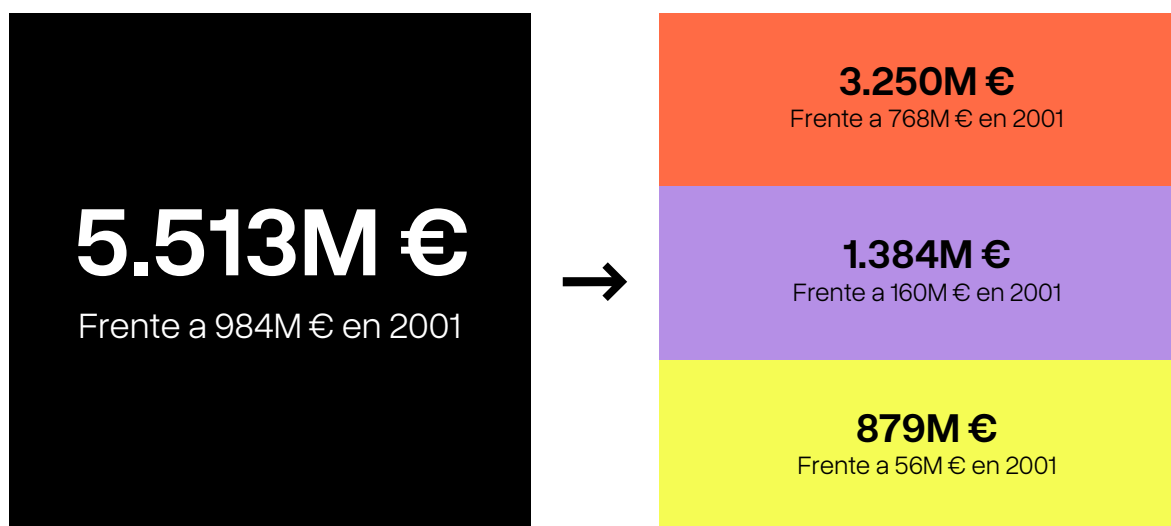 5.513M €
Frente a 984M € en 2001
3.250M €
Frente a 768M € en 2001
1.384M €
Frente a 160M € en 2001
879M €
Frente a 56M € en 2001